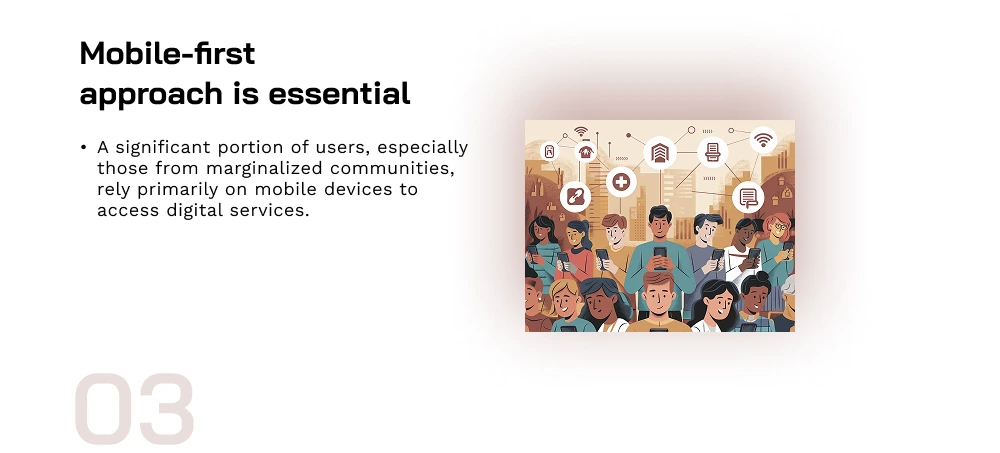 Mobile-first
approach is essential
• A significant portion of users, especially
those from marginalized communities,
rely primarily on mobile devices to
access digital services.
03